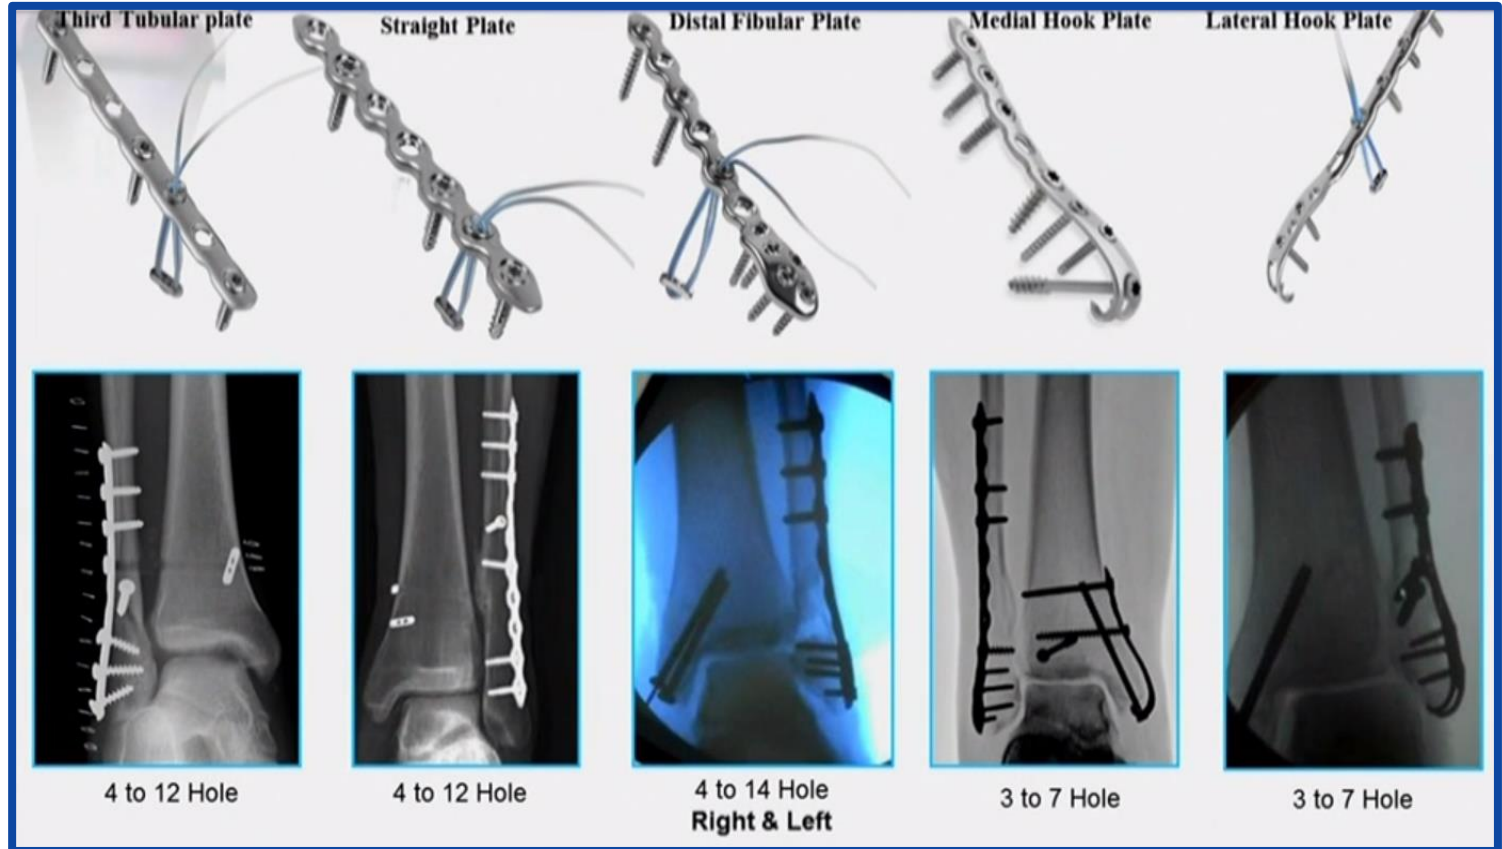 Third Tubular plate
Straight Plate
Distal Fibular Plate
Medial Hook Plate
Lateral Hook Plate
4 to 12 Hole
4 to 12 Hole
4 to 14 Hole
Right & Left
3 to 7 Hole
3 to 7 Hole